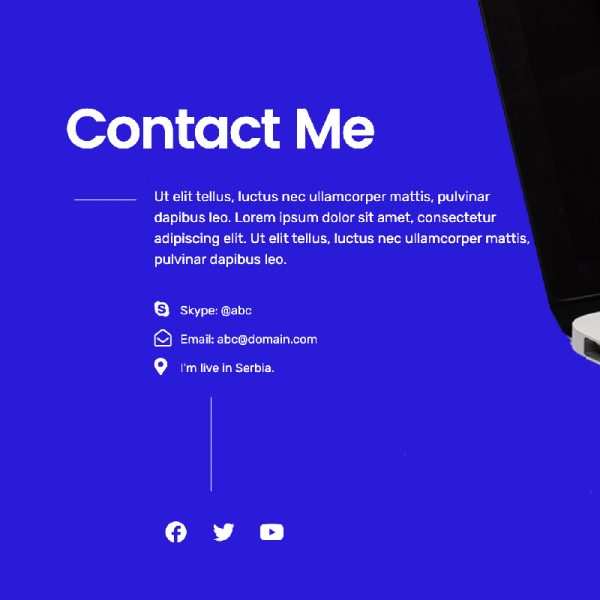 Contact Me
Ut elit tellus, luctus nec ullamcorper mattis, pulvinar
dapibus leo. Lorem ipsum dolor sit amet, consectetur
adipiscing elit. Ut elit tellus, luctus nec ullamcorper mattis,
pulvinar dapibus leo.
Skype: @abc
Email: abc@domain.com
I'm live in Serbia.